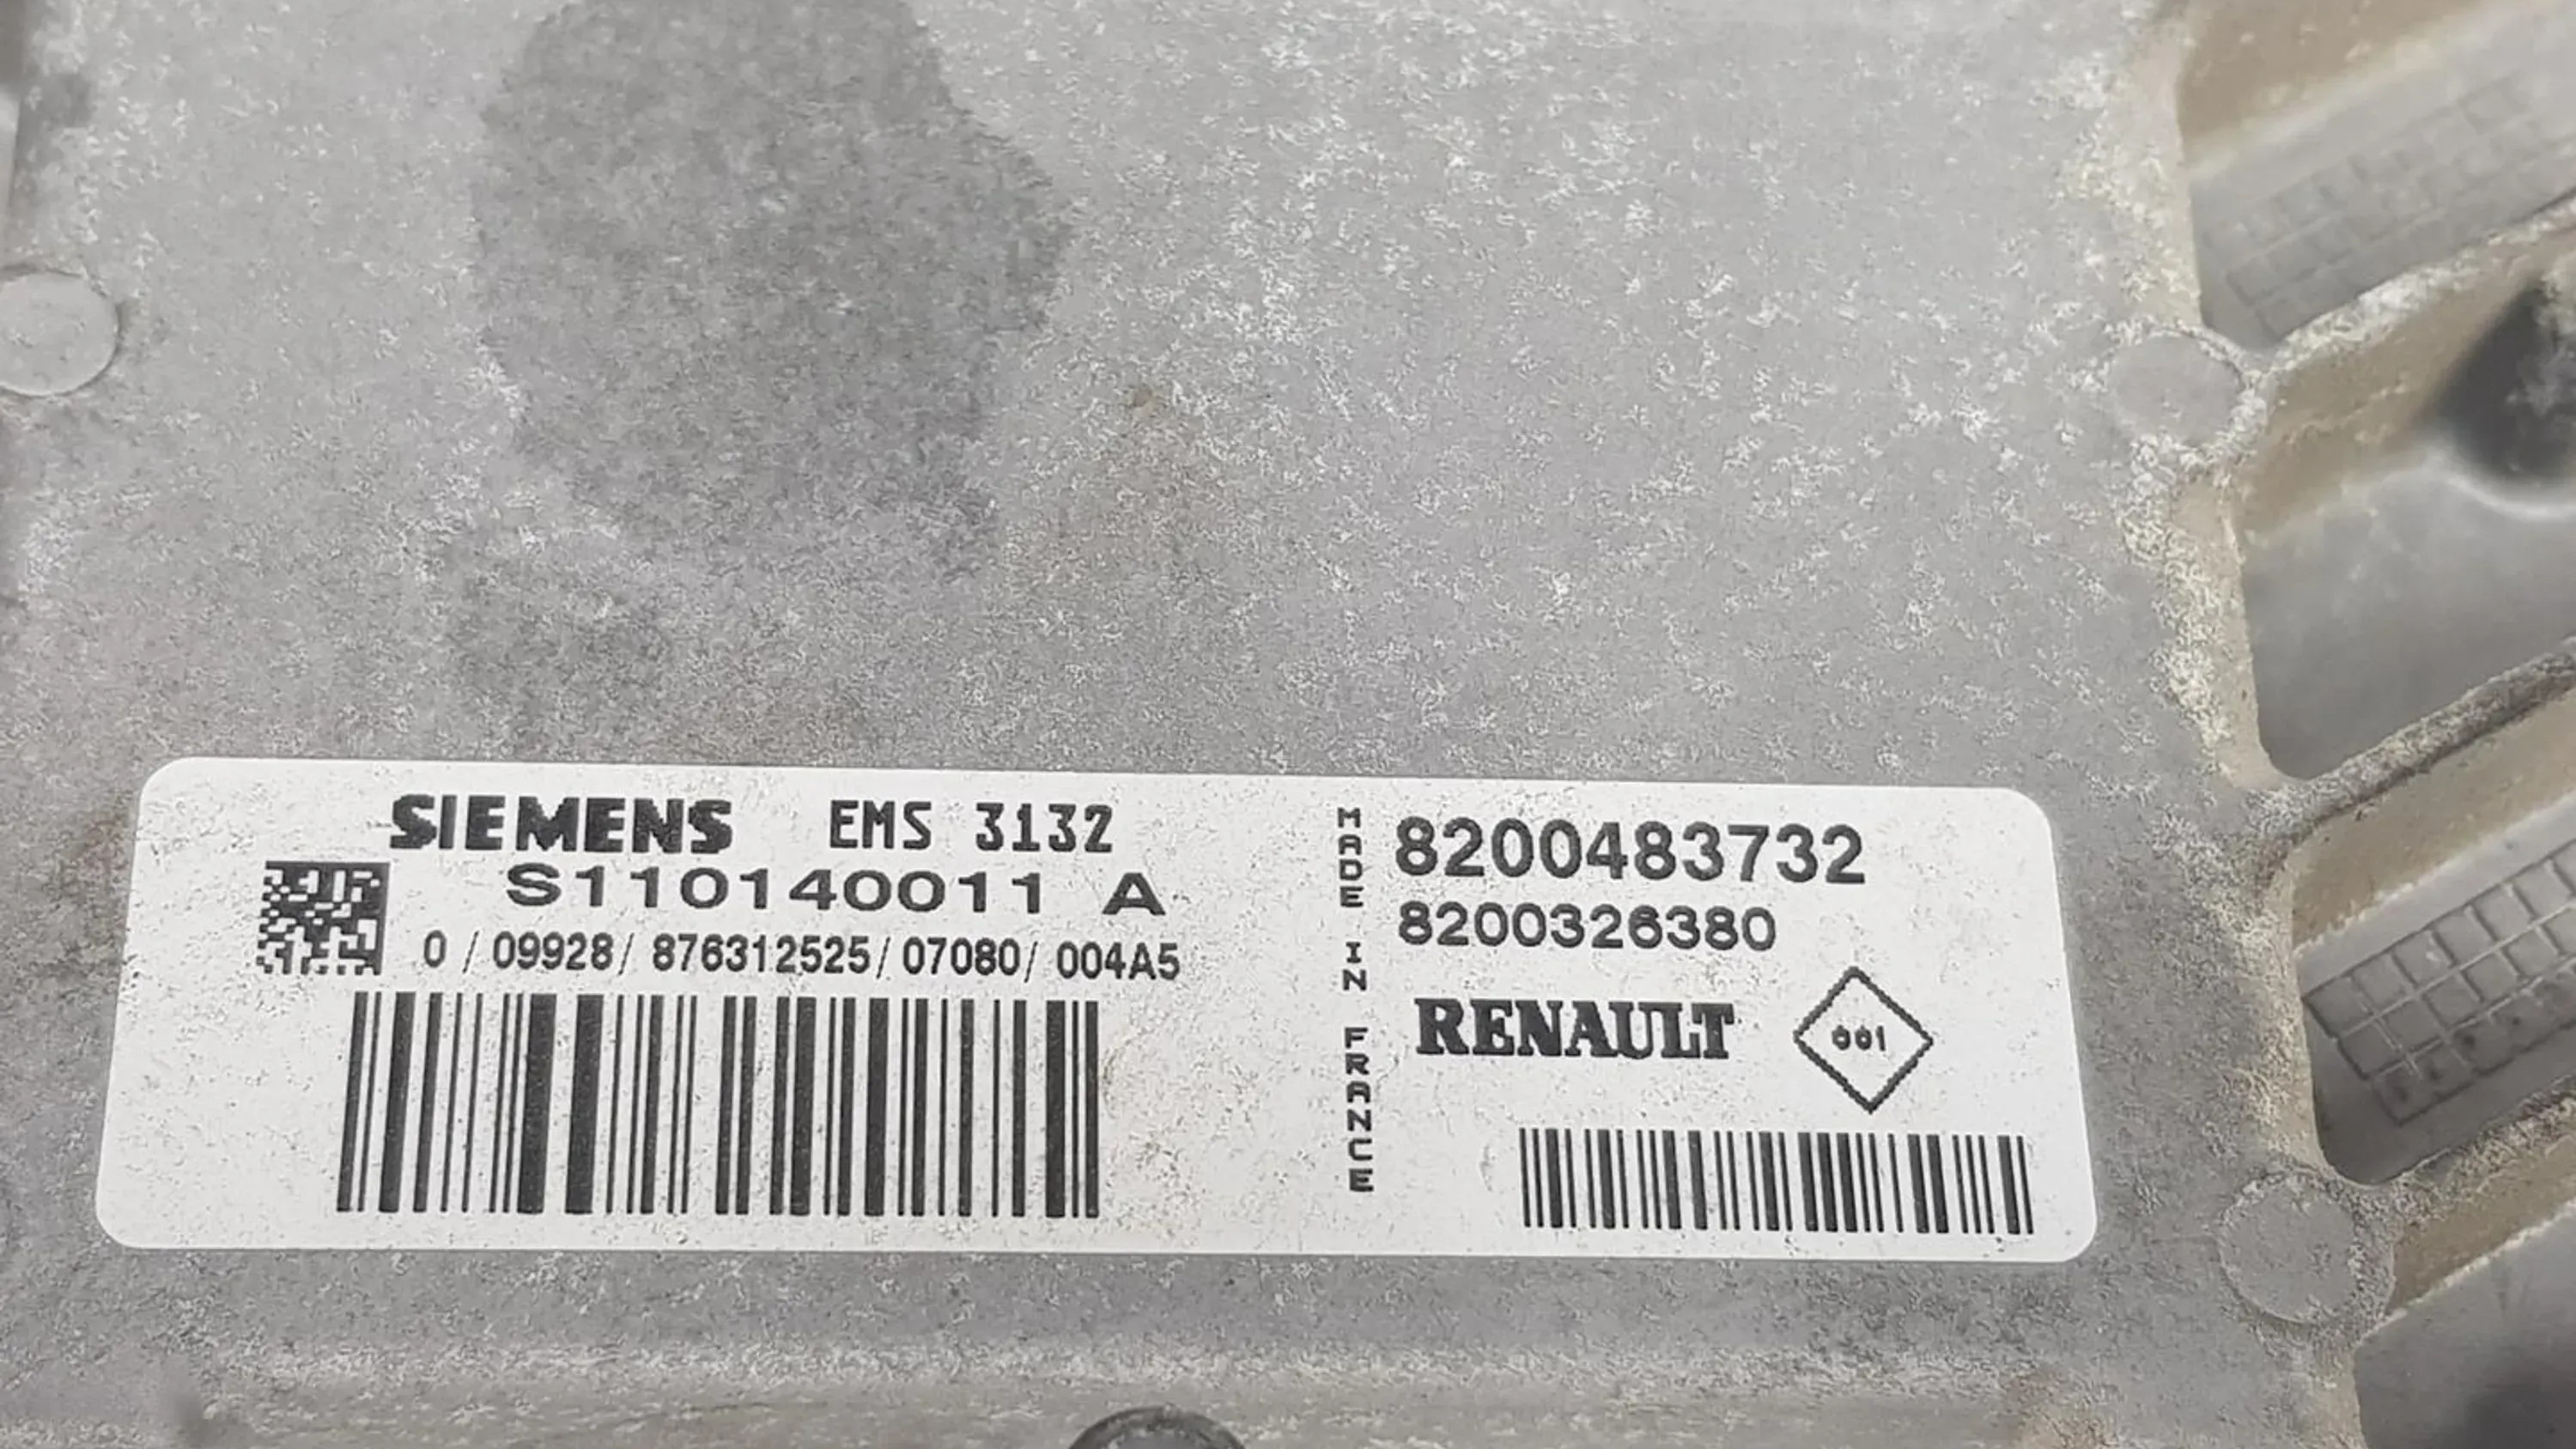 SIEMENS EMS 3132
S110140011 A
0 / 09928/ 876312525/ 07080/ 004A5
MADE IN FRANCE
8200483732
8200326380
RENAULT 001